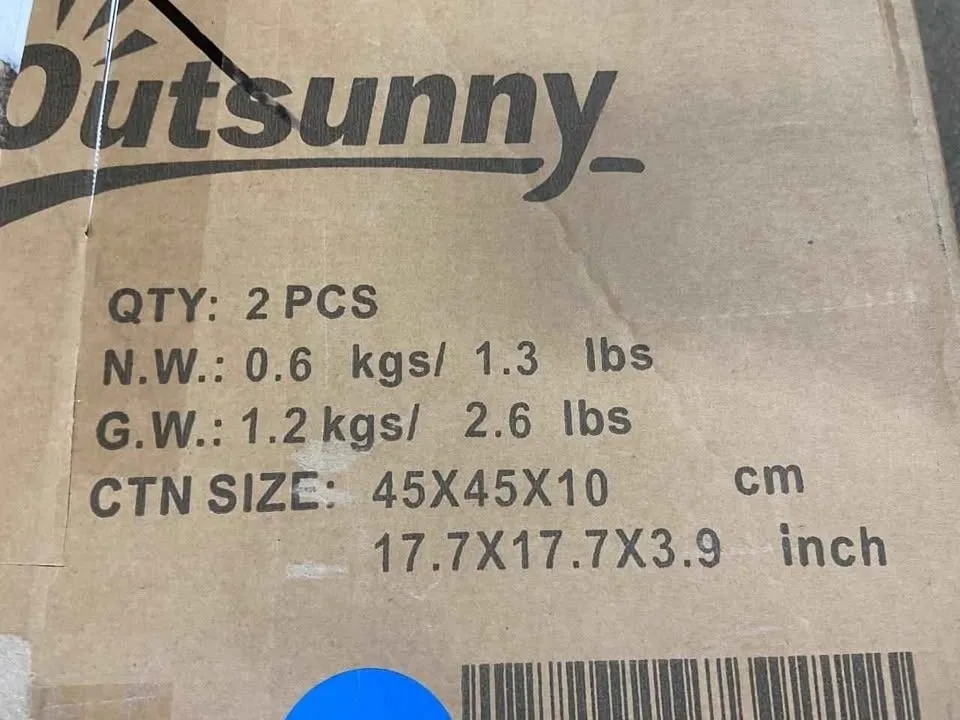 Outsunny
QTY: 2 PCS
N.W.: 0.6 kgs/ 1.3 lbs
G.W.: 1.2 kgs/ 2.6 lbs
CTN SIZE: 45X45X10 cm
17.7X17.7X3.9 inch